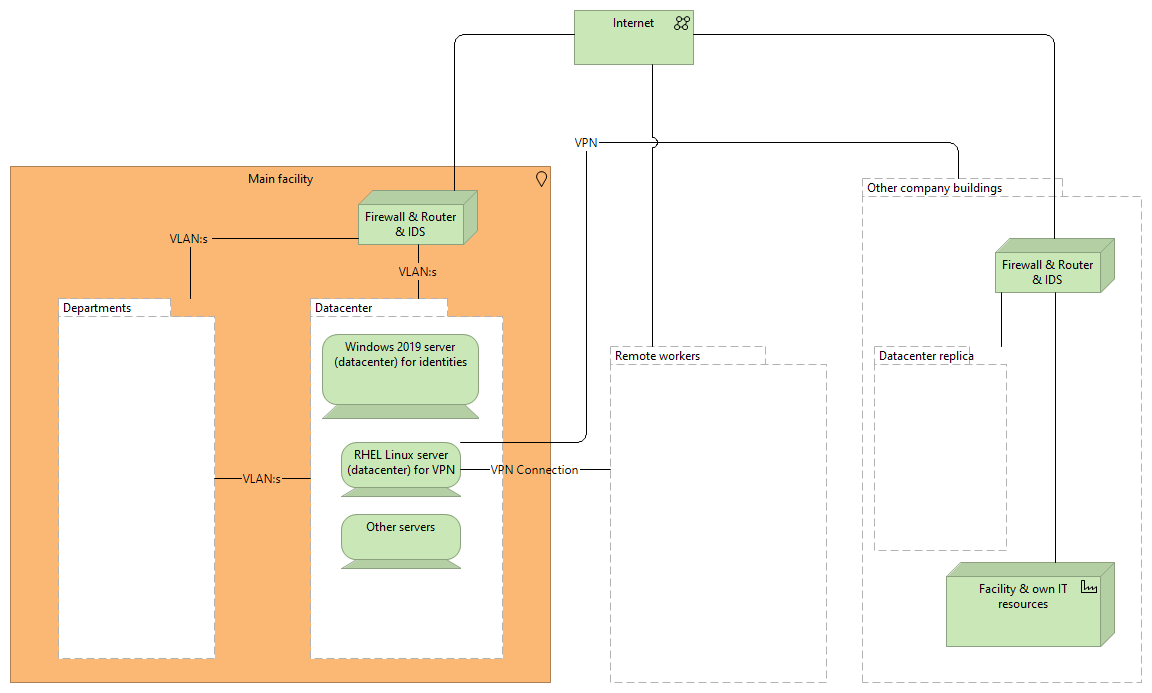 Internet
VPN
Main facility
Other company buildings
Firewall & Router
& IDS
VLAN:s
VLAN:s
Firewall & Router
& IDS
Departments
Datacenter
Windows 2019 server
(datacenter) for identities
Remote workers
Datacenter replica
RHEL Linux server
(datacenter) for VPN
VPN Connection
VLAN:s
Other servers
Facility & own IT
resources